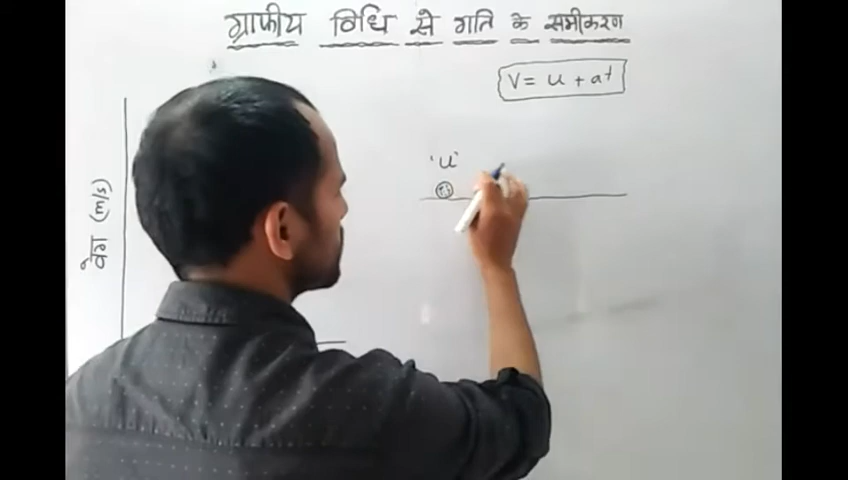 ग्राफीय विधि से गति के समीकरण
V = u + at
'u'
वेग (m/s)